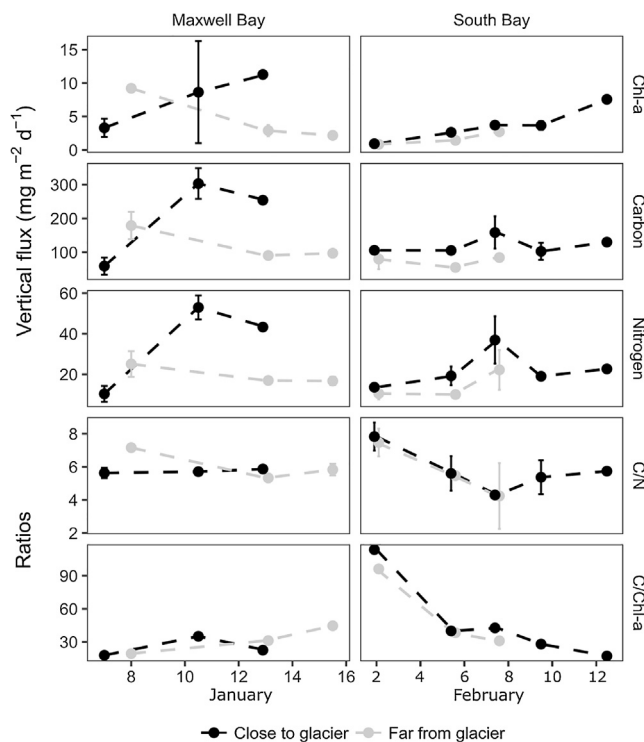 Maxwell Bay South Bay
Vertical flux (mg m⁻² d⁻¹)
Ratios
15
10
5
0
Chl-a
300
200
100
Carbon
60
40
20
Nitrogen
8
6
4
2
C/N
90
60
30
C/Chl-a
8 10 12 14 16 2 4 6 8 10 12
January February
Close to glacier Far from glacier